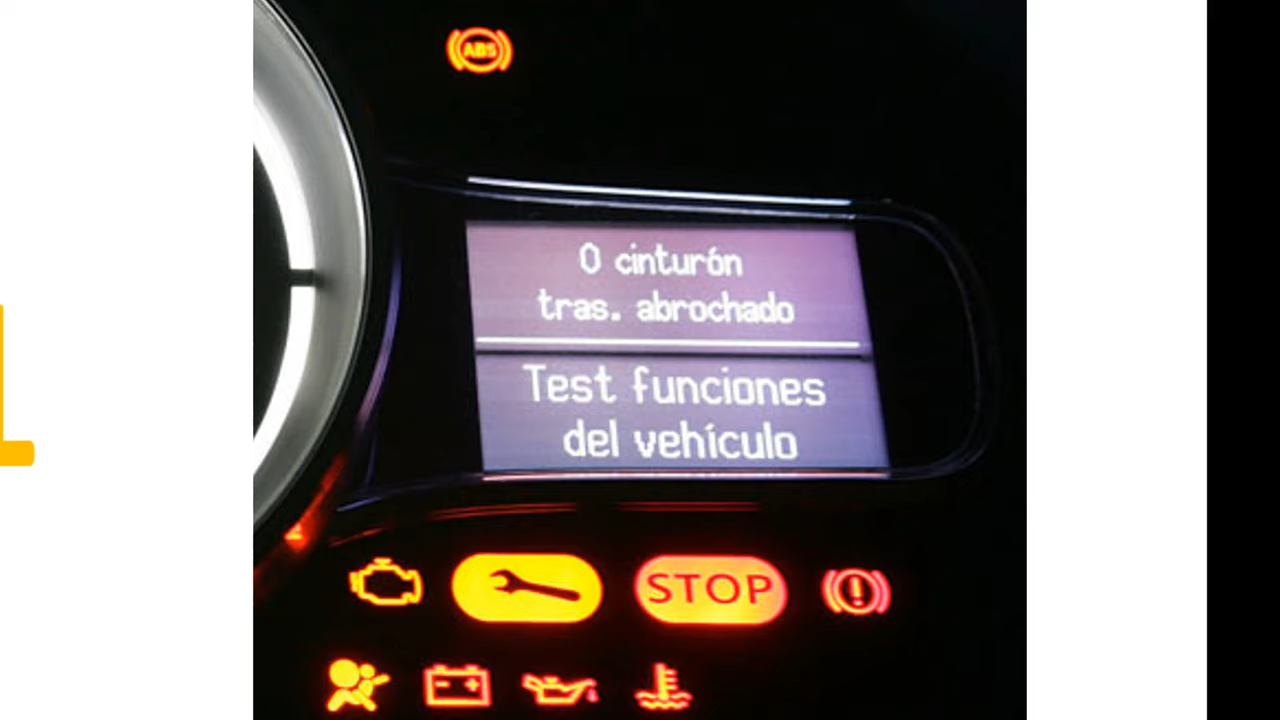 ABS
0 cinturón
tras. abrochado
Test funciones
del vehículo
STOP